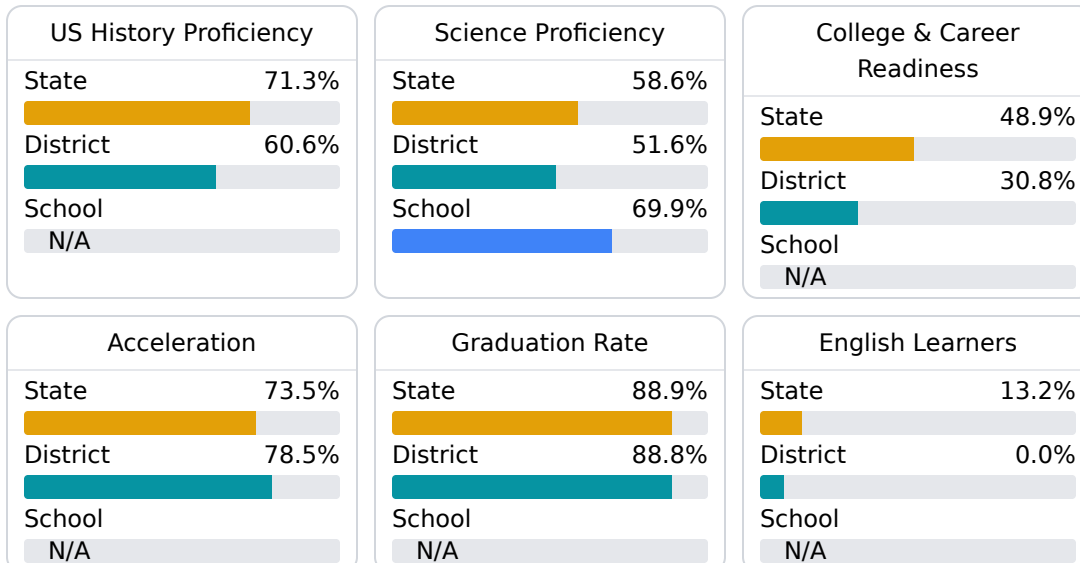 US History Proficiency
State 71.3%
District 60.6%
School
N/A
Science Proficiency
State 58.6%
District 51.6%
School 69.9%
College & Career
Readiness
State 48.9%
District 30.8%
School
N/A
Acceleration
State 73.5%
District 78.5%
School
N/A
Graduation Rate
State 88.9%
District 88.8%
School
N/A
English Learners
State 13.2%
District 0.0%
School
N/A